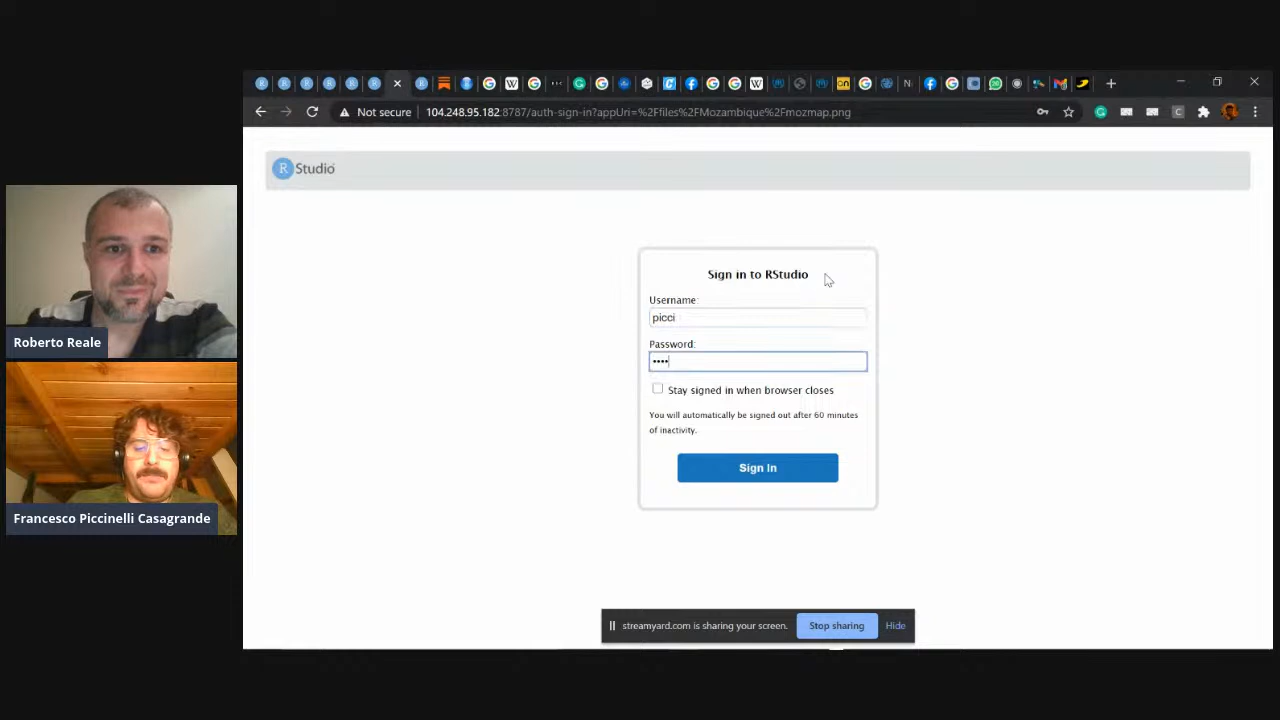 Not secure 104.248.95.182:8787/auth-sign-in?appUri=%2Ffiles%2FMozambique%2Fmozmap.png
R Studio
Sign in to RStudio
Username:
picci
Password:
••••
Stay signed in when browser closes
You will automatically be signed out after 60 minutes
of inactivity.
Sign In
Roberto Reale
Francesco Piccinelli Casagrande
streamyard.com is sharing your screen. Stop sharing Hide